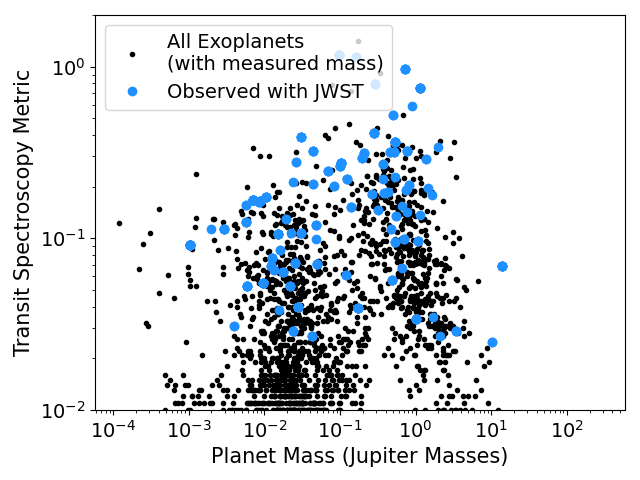 All Exoplanets
(with measured mass)
Observed with JWST
Transit Spectroscopy Metric
10⁰
10⁻¹
10⁻²
10⁻⁴ 10⁻³ 10⁻² 10⁻¹ 10⁰ 10¹ 10²
Planet Mass (Jupiter Masses)